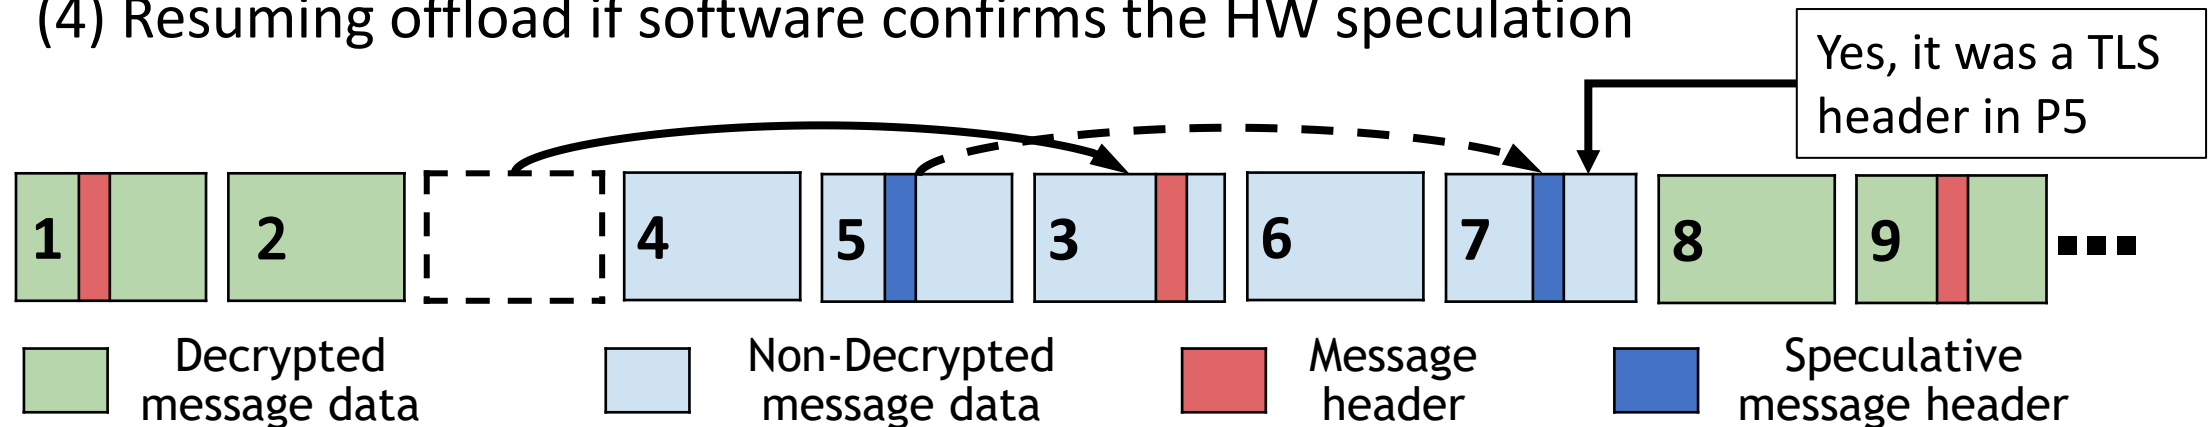 (4) Resuming offload if software confirms the HW speculation
Yes, it was a TLS
header in P5
1
2
4
5
3
6
7
8
9
Decrypted
message data
Non-Decrypted
message data
Message
header
Speculative
message header